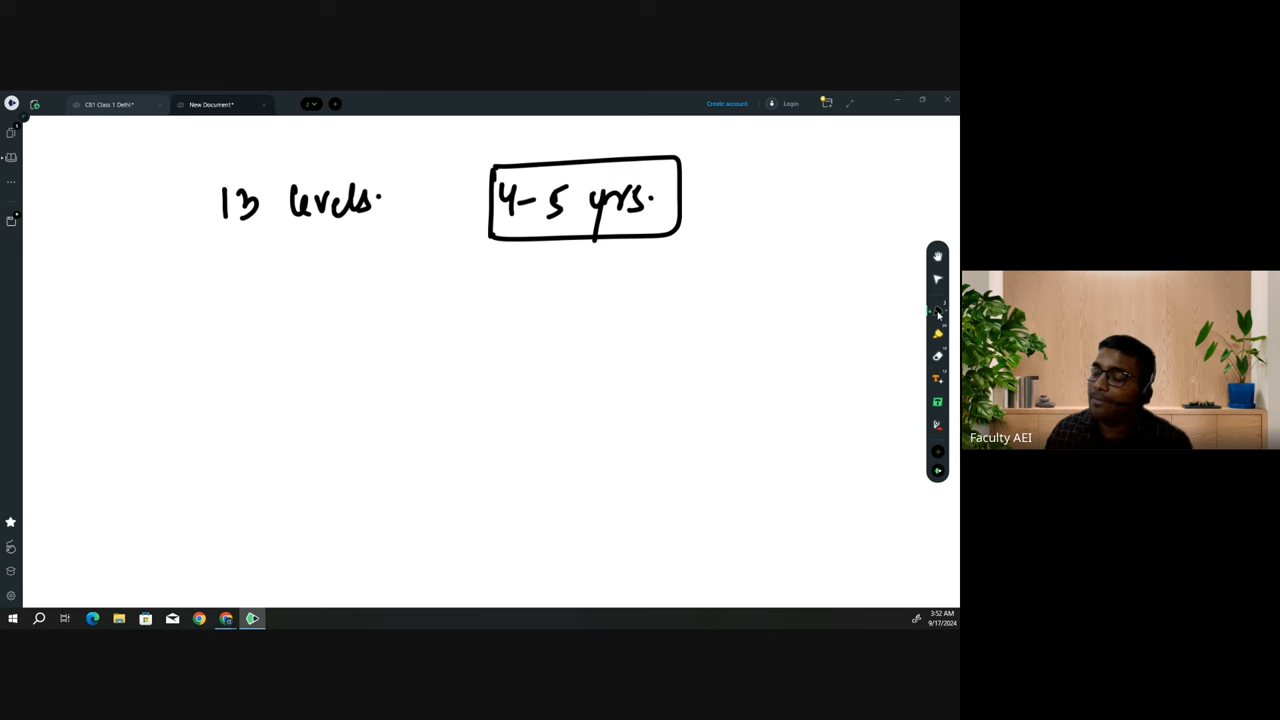 CB1 Class 1 Delhi*
New Document*
2
Create account
Login
13 levels.
4-5 yrs.
Faculty AEI
3:52 AM
9/17/2024